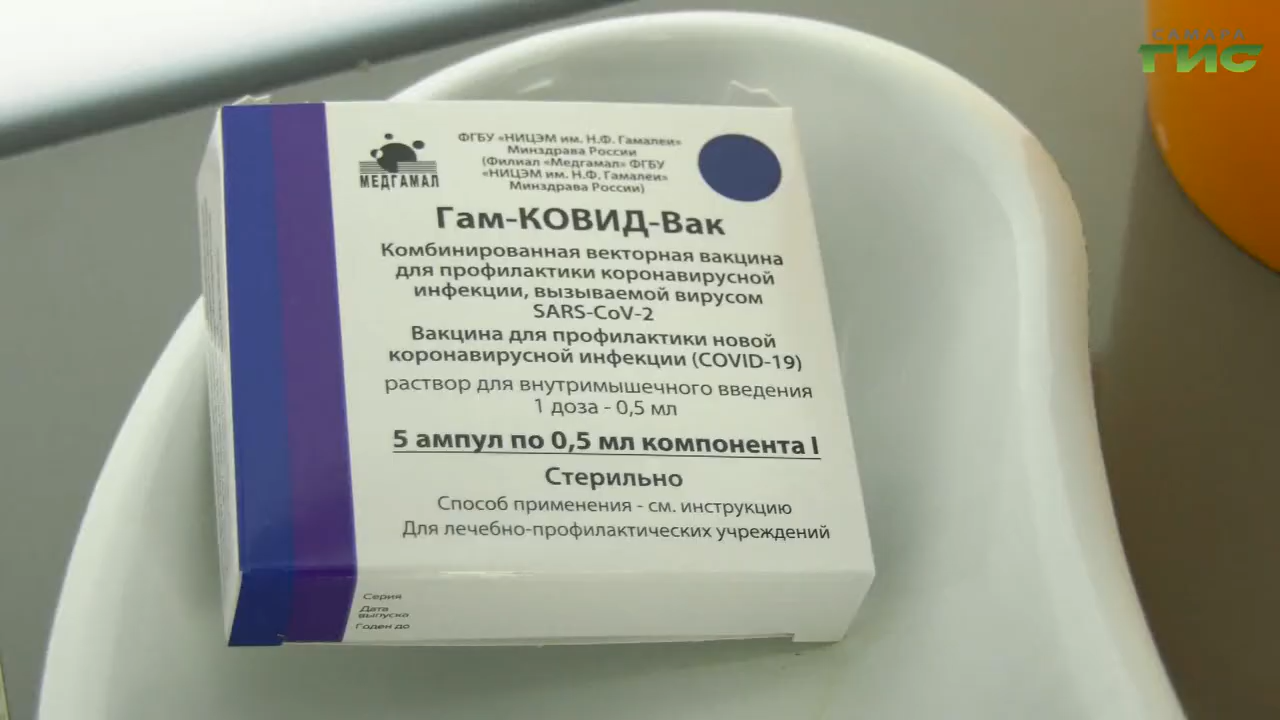 САМАРА
ГИС
МЕДГАМАЛ
ФГБУ «НИЦЭМ им. Н.Ф. Гамалеи»
Минздрава России
(Филиал «Медгамал» ФГБУ
«НИЦЭМ им. Н.Ф. Гамалеи»
Минздрава России)
Гам-КОВИД-Вак
Комбинированная векторная вакцина
для профилактики коронавирусной
инфекции, вызываемой вирусом
SARS-CoV-2
Вакцина для профилактики новой
коронавирусной инфекции (COVID-19)
раствор для внутримышечного введения
1 доза - 0,5 мл
5 ампул по 0,5 мл компонента I
Стерильно
Способ применения - см. инструкцию
Для лечебно-профилактических учреждений
Серия
Дата
выпуска
Годен до